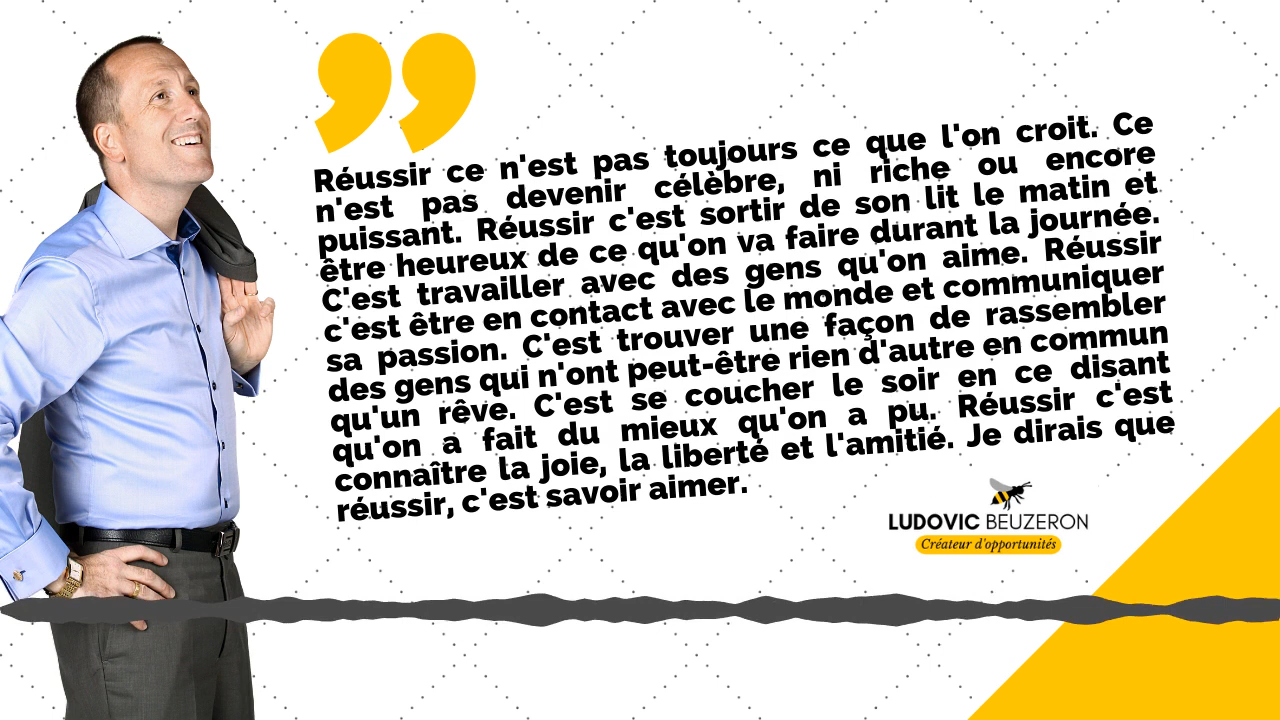 Réussir ce n'est pas toujours ce que l'on croit. Ce
n'est pas devenir célèbre, ni riche ou encore
puissant. Réussir c'est sortir de son lit le matin et
être heureux de ce qu'on va faire durant la journée.
C'est travailler avec des gens qu'on aime. Réussir
c'est être en contact avec le monde et communiquer
sa passion. C'est trouver une façon de rassembler
des gens qui n'ont peut-être rien d'autre en commun
qu'un rêve. C'est se coucher le soir en ce disant
qu'on a fait du mieux qu'on a pu. Réussir c'est
connaître la joie, la liberté et l'amitié. Je dirais que
réussir, c'est savoir aimer.
LUDOVIC BEUZERON
Créateur d'opportunités